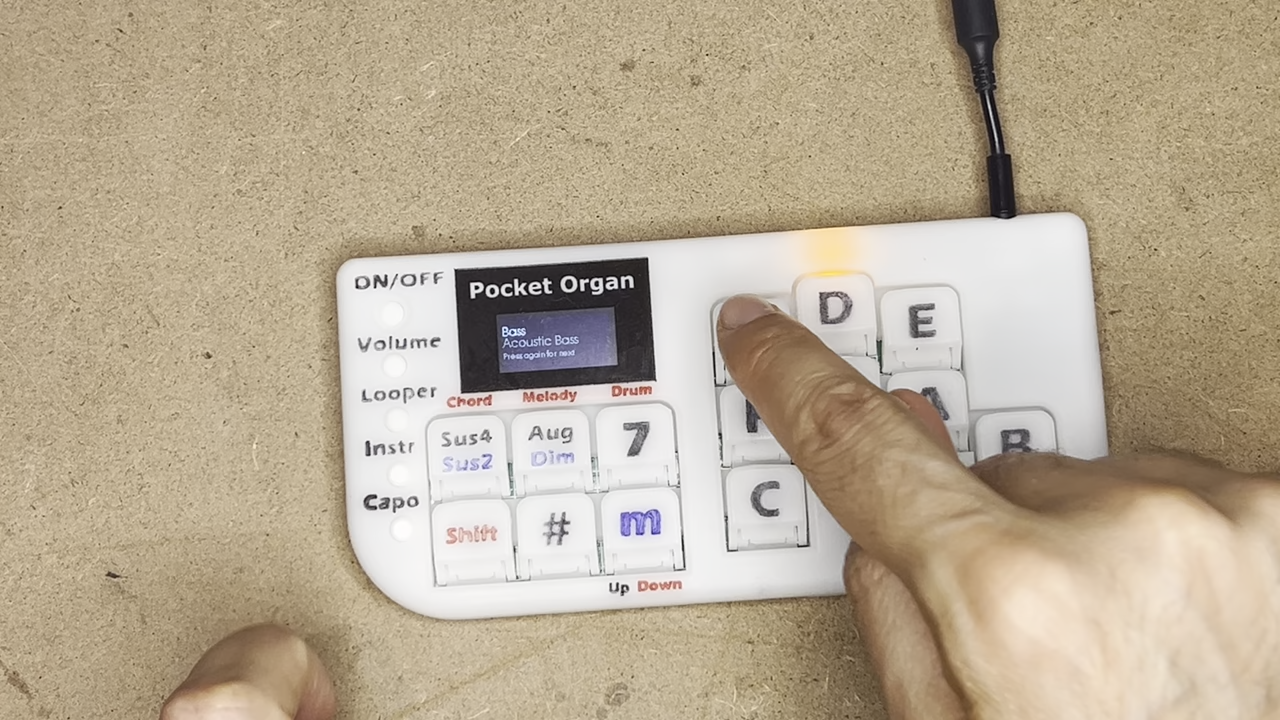 ON/OFF
Volume
Looper
Instr
Capo
Pocket Organ
Bass
Acoustic Bass
Press again for next
Chord Melody Drum
Sus4 Aug 7
Sus2 Dim
Shift # m
Up Down
D E
A
B
C